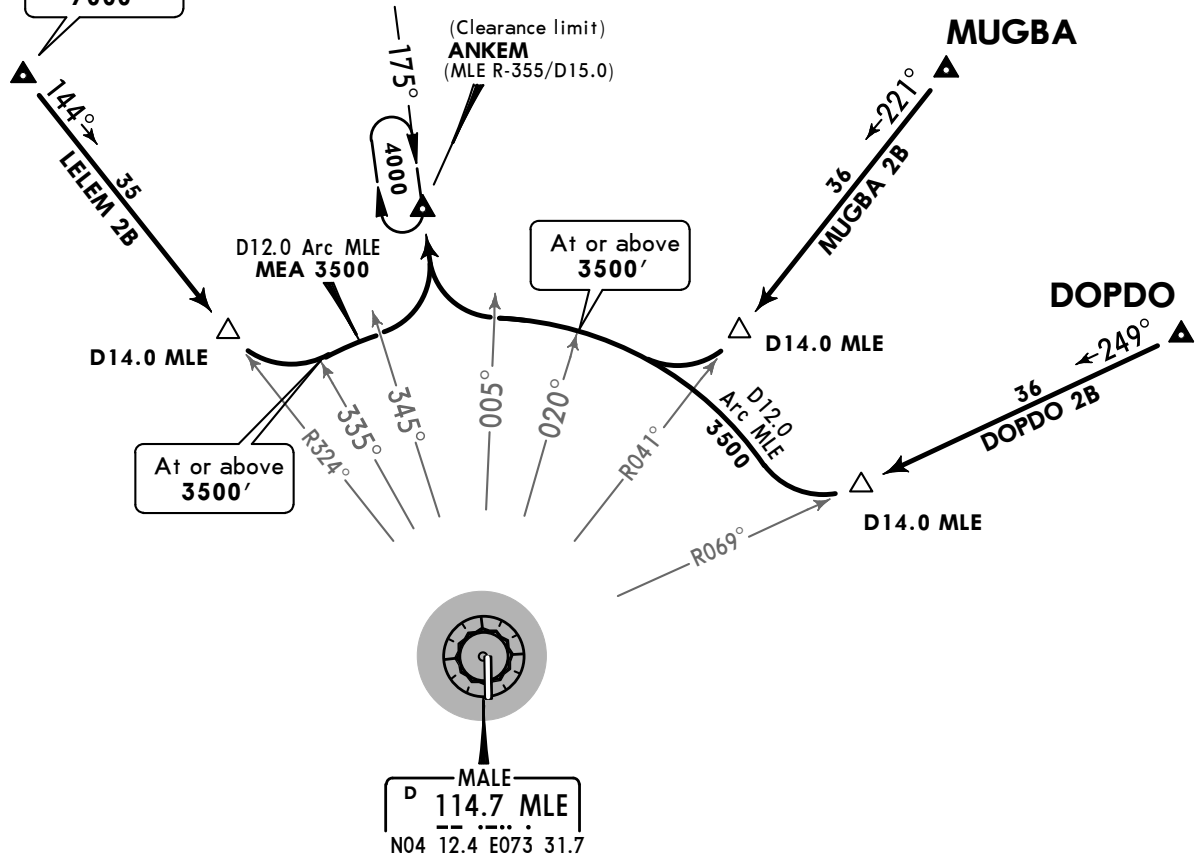 (Clearance limit)
ANKEM
(MLE R-355/D15.0)
MUGBA
175°
144°
35
LELEM 2B
4000
221°
36
MUGBA 2B
D12.0 Arc MLE
MEA 3500
At or above
3500′
DOPDO
249°
36
DOPDO 2B
D14.0 MLE
D14.0 MLE
D12.0
Arc MLE
3500
D14.0 MLE
At or above
3500′
R324°
335°
345°
005°
020°
R041°
R069°
MALE
D 114.7 MLE
N04 12.4 E073 31.7